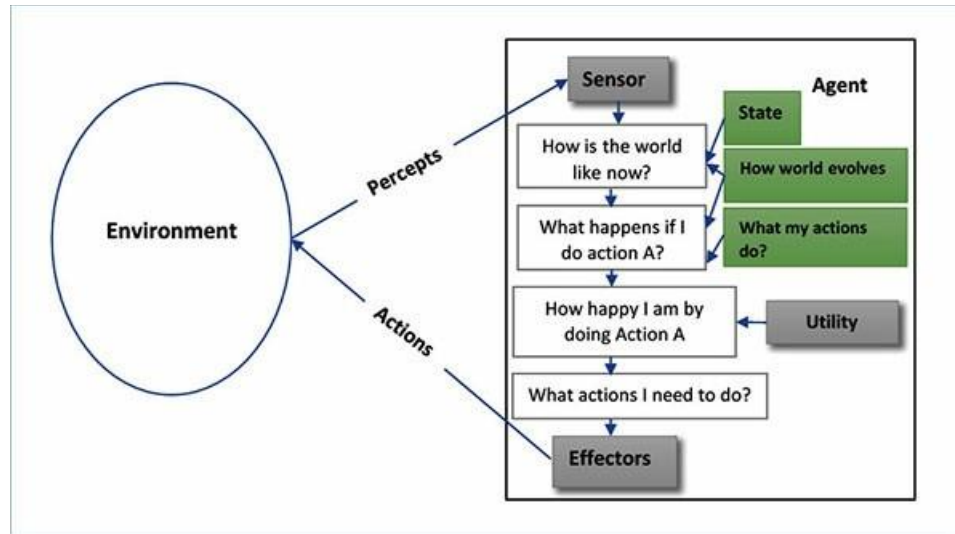 Sensor
Agent
State
How is the world
like now?
How world evolves
Percepts
Environment
What happens if I
do action A?
What my actions
do?
How happy I am by
doing Action A
Utility
Actions
What actions I need to do?
Effectors